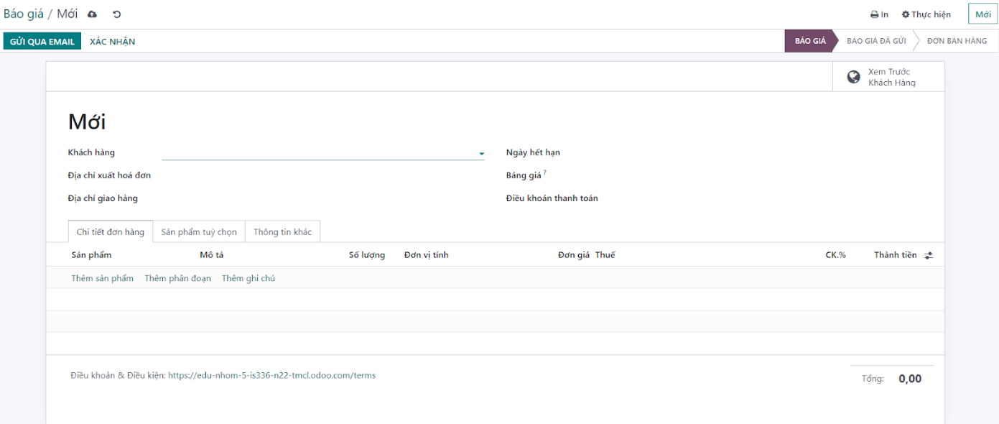 Báo giá / Mới
In Thực hiện Mới
GỬI QUA EMAIL XÁC NHẬN
BÁO GIÁ BÁO GIÁ ĐÃ GỬI ĐƠN BÁN HÀNG
Xem Trước
Khách Hàng
Mới
Khách hàng
Ngày hết hạn
Địa chỉ xuất hoá đơn
Bảng giá ?
Địa chỉ giao hàng
Điều khoản thanh toán
Chi tiết đơn hàng Sản phẩm tuỳ chọn Thông tin khác
Sản phẩm Mô tả Số lượng Đơn vị tính Đơn giá Thuế CK.% Thành tiền
Thêm sản phẩm Thêm phân đoạn Thêm ghi chú
Điều khoản & Điều kiện: https://edu-nhom-5-is336-n22-tmcl.odoo.com/terms
Tổng: 0,00